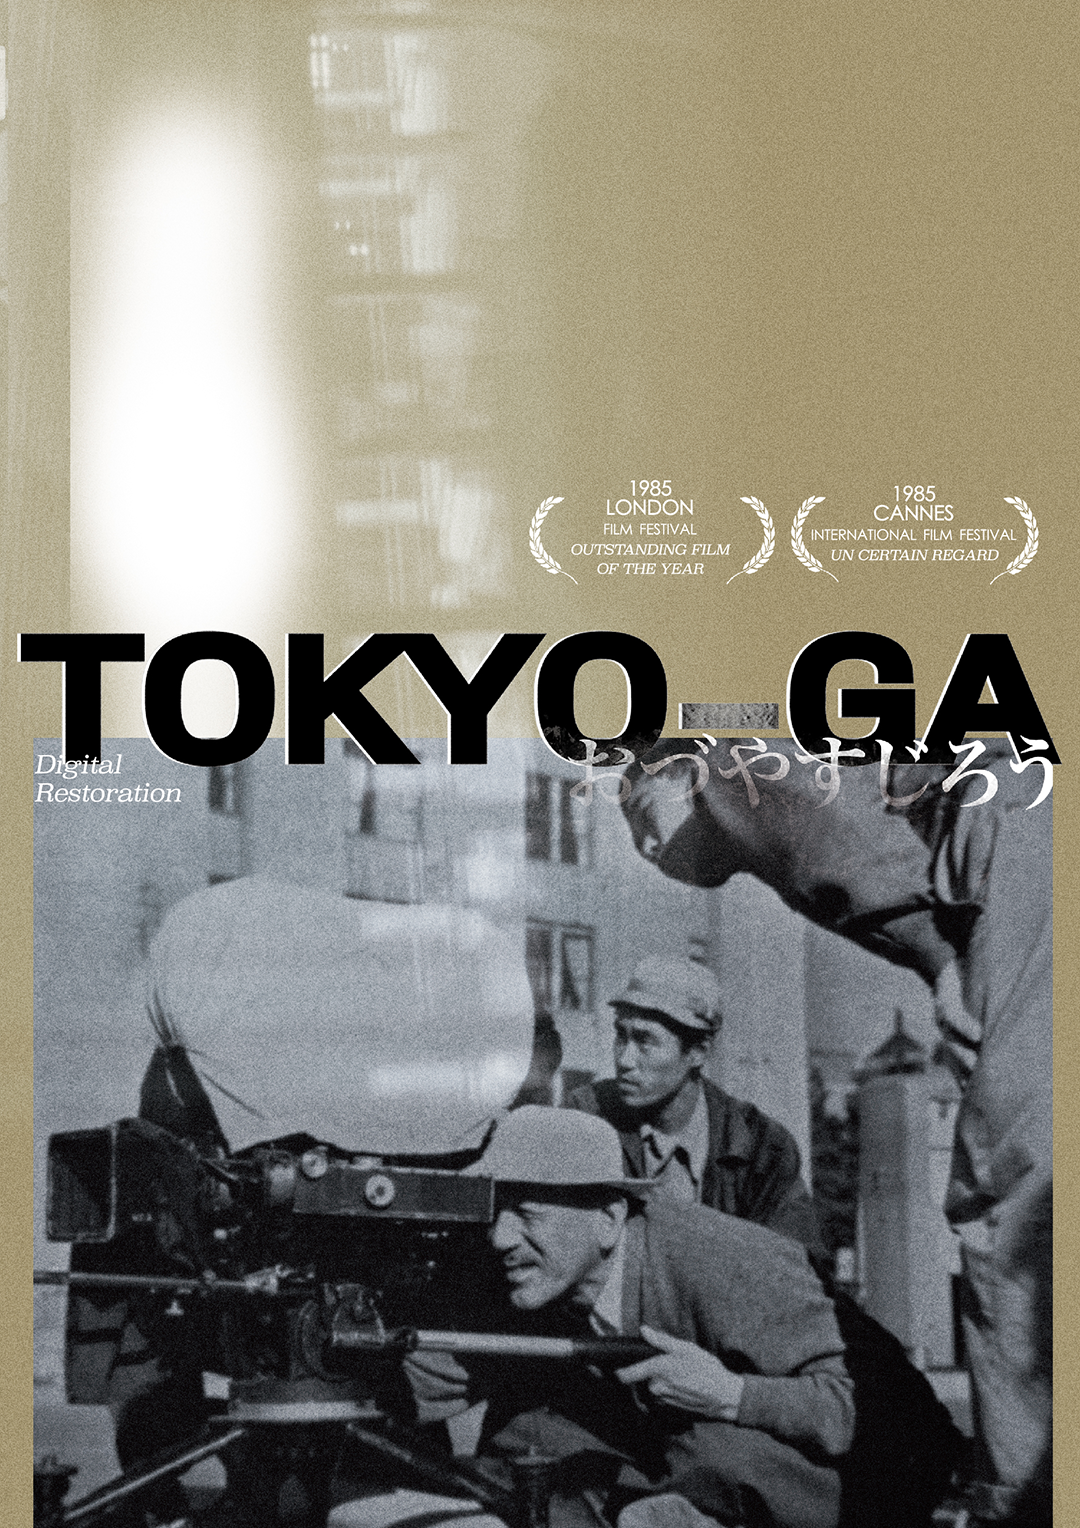 1985
LONDON
FILM FESTIVAL
OUTSTANDING FILM
OF THE YEAR
1985
CANNES
INTERNATIONAL FILM FESTIVAL
UN CERTAIN REGARD
TOKYO-GA
おづやすじろう
Digital
Restoration